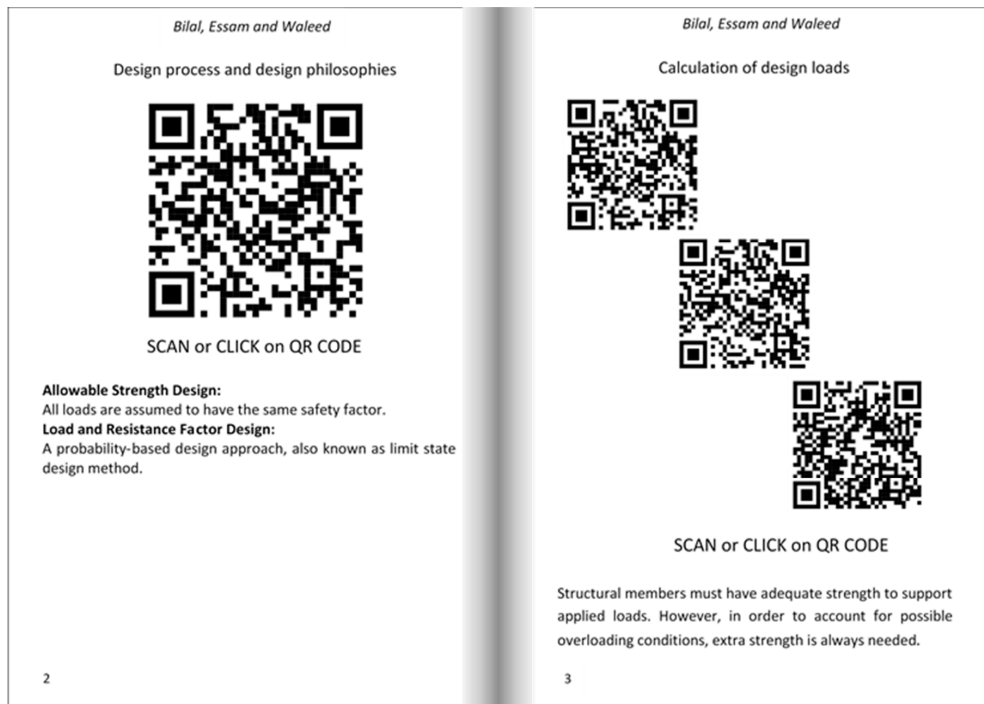 Bilal, Essam and Waleed
Design process and design philosophies
SCAN or CLICK on QR CODE
Allowable Strength Design:
All loads are assumed to have the same safety factor.
Load and Resistance Factor Design:
A probability-based design approach, also known as limit state
design method.
2
Bilal, Essam and Waleed
Calculation of design loads
SCAN or CLICK on QR CODE
Structural members must have adequate strength to support
applied loads. However, in order to account for possible
overloading conditions, extra strength is always needed.
3